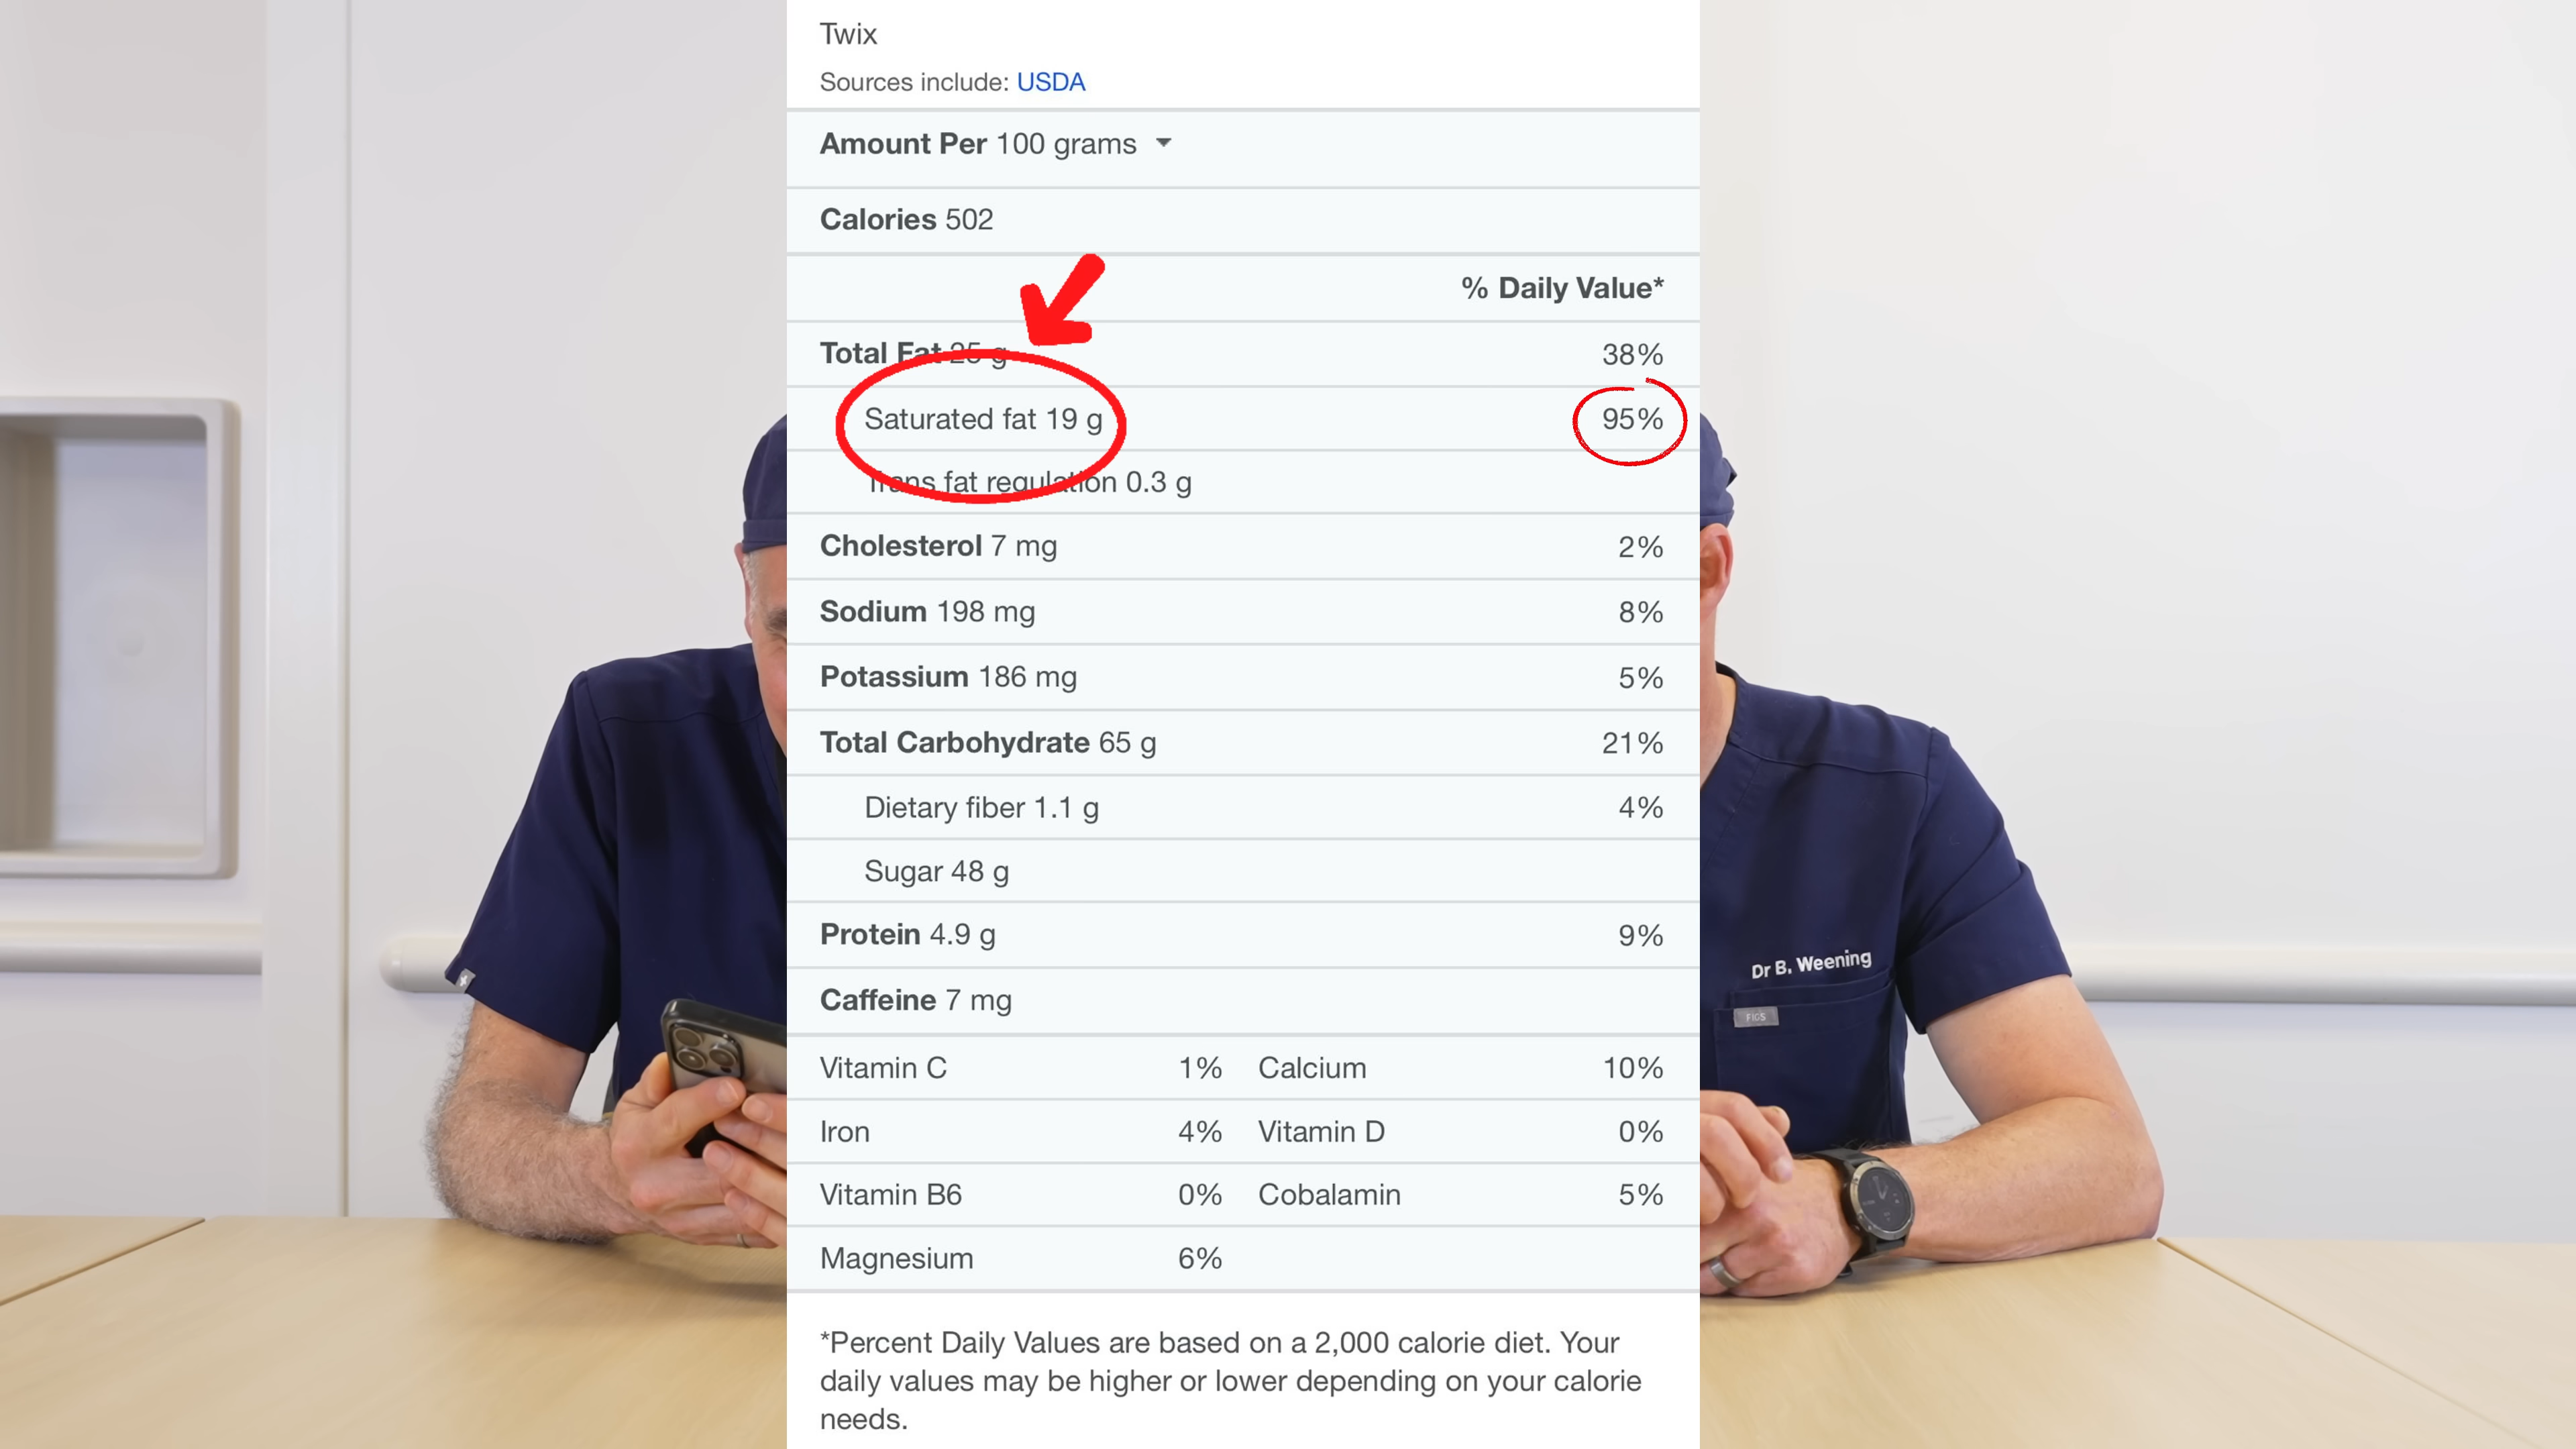 Twix
Sources include: USDA
Amount Per 100 grams
Calories 502
% Daily Value*
Total Fat 25 g 38%
Saturated fat 19 g 95%
Trans fat regulation 0.3 g
Cholesterol 7 mg 2%
Sodium 198 mg 8%
Potassium 186 mg 5%
Total Carbohydrate 65 g 21%
Dietary fiber 1.1 g 4%
Sugar 48 g
Protein 4.9 g 9%
Caffeine 7 mg
Vitamin C 1% Calcium 10%
Iron 4% Vitamin D 0%
Vitamin B6 0% Cobalamin 5%
Magnesium 6%
*Percent Daily Values are based on a 2,000 calorie diet. Your
daily values may be higher or lower depending on your calorie
needs.
Dr B. Weening
FIGS